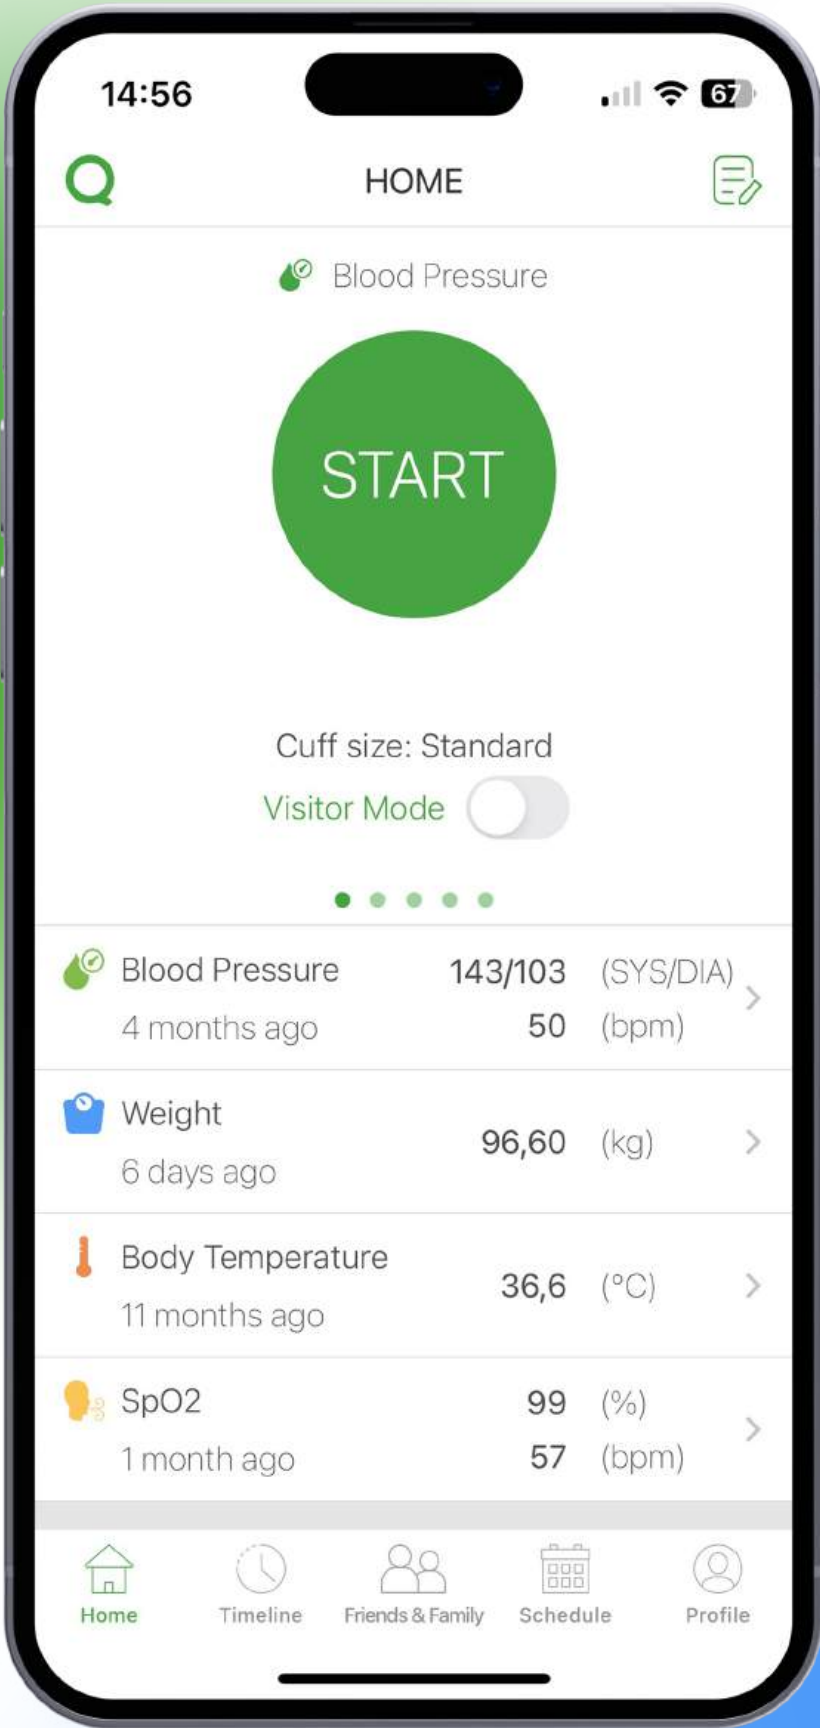 14:56
67
HOME
Blood Pressure
START
Cuff size: Standard
Visitor Mode
Blood Pressure 143/103 (SYS/DIA)
4 months ago 50 (bpm)
Weight
96,60 (kg)
6 days ago
Body Temperature
36,6 (°C)
11 months ago
SpO2 99 (%)
1 month ago 57 (bpm)
Home Timeline Friends & Family Schedule Profile